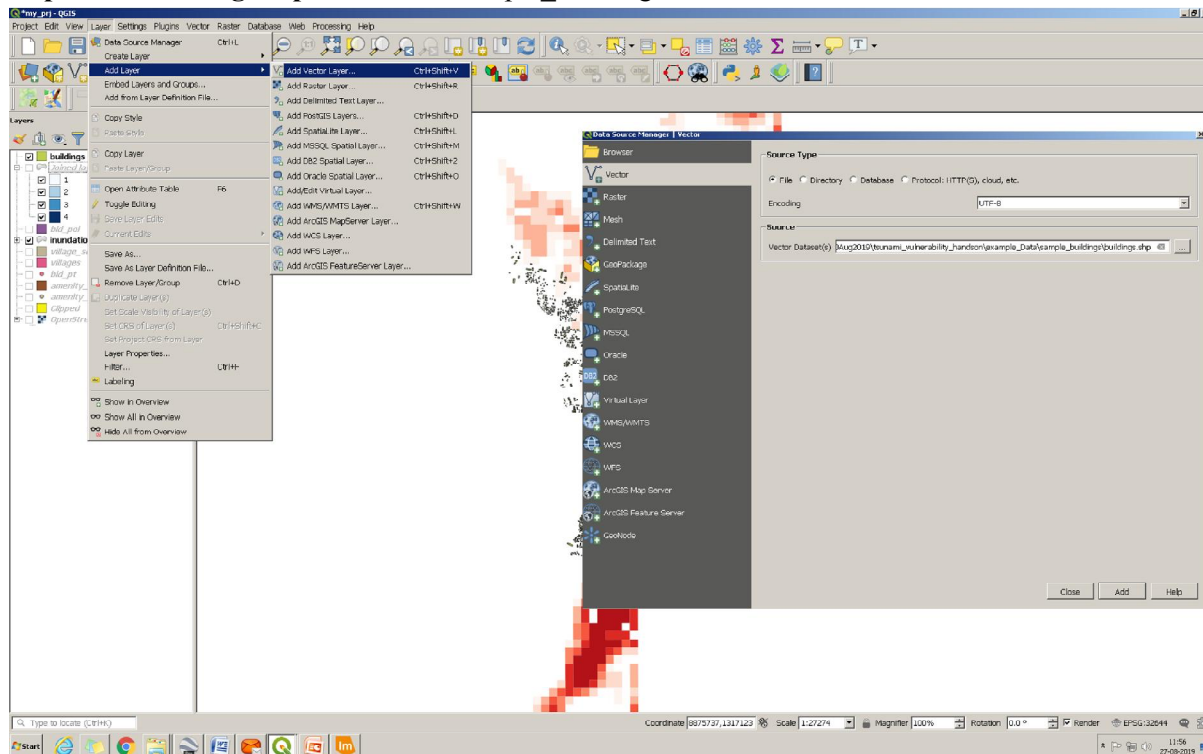 *my_prj - QGIS
Project Edit View Layer Settings Plugins Vector Raster Database Web Processing Help
Data Source Manager Ctrl+L
Create Layer
Add Layer
Embed Layers and Groups...
Add from Layer Definition File...
Copy Style
Paste Style
Copy Layer
Paste Layer/Group
Open Attribute Table F6
Toggle Editing
Save Layer Edits
Current Edits
Save As...
Save As Layer Definition File...
Remove Layer/Group Ctrl+D
Duplicate Layer(s)
Set Scale Visibility of Layer(s)
Set CRS of Layer(s) Ctrl+Shift+C
Set Project CRS from Layer
Layer Properties...
Filter... Ctrl+F
Labeling
Show in Overview
Show All in Overview
Hide All from Overview
Add Vector Layer... Ctrl+Shift+V
Add Raster Layer... Ctrl+Shift+R
Add Delimited Text Layer...
Add PostGIS Layers... Ctrl+Shift+D
Add SpatiaLite Layer... Ctrl+Shift+L
Add MSSQL Spatial Layer... Ctrl+Shift+M
Add DB2 Spatial Layer... Ctrl+Shift+2
Add Oracle Spatial Layer... Ctrl+Shift+O
Add/Edit Virtual Layer...
Add WMS/WMTS Layer... Ctrl+Shift+W
Add ArcGIS MapServer Layer...
Add WCS Layer...
Add WFS Layer...
Add ArcGIS FeatureServer Layer...
Layers
buildings
1
2
3
4
bld_pol
inundatio
village_s
villages
bld_pt
amenity_
amenity_
Clipped
OpenStre
Data Source Manager | Vector
Browser
Vector
Raster
Mesh
Delimited Text
GeoPackage
SpatiaLite
PostgreSQL
MSSQL
Oracle
DB2
Virtual Layer
WMS/WMTS
WCS
WFS
ArcGIS Map Server
ArcGIS Feature Server
GeoNode
Source Type
File Directory Database Protocol: HTTP(S), cloud, etc.
Encoding UTF-8
Source
Vector Dataset(s) Aug2019\tsunami_vulnerability_handson\example_Data\sample_buildings\buildings.shp ...
Close Add Help
Type to locate (Ctrl+K)
Coordinate 8875737,1317123 Scale 1:27274 Magnifier 100% Rotation 0.0 ° Render EPSG:32644
Start
11:56
27-08-2019